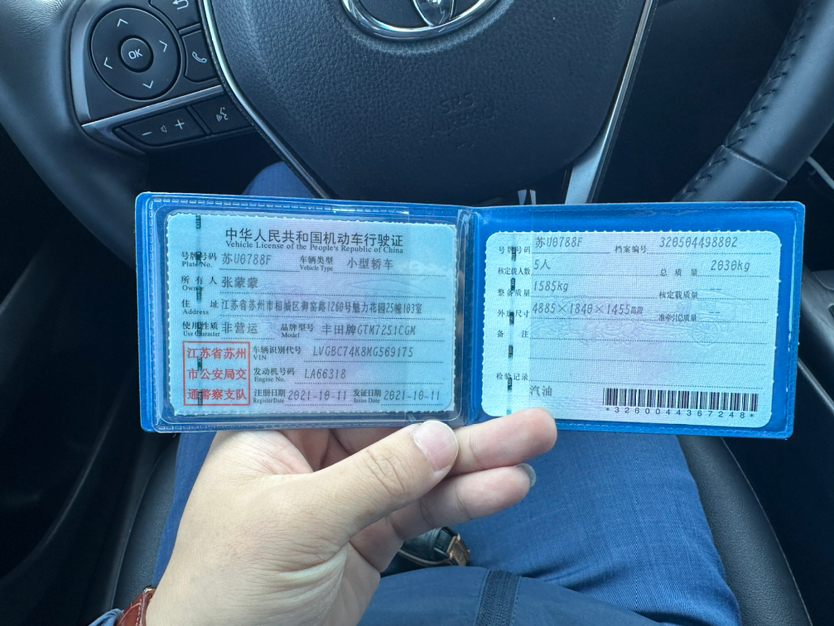 OK
SRS
中华人民共和国机动车行驶证
Vehicle License of the People's Republic of China
号牌号码 苏U0788F 车辆类型 小型轿车
Plate No. Vehicle Type
所有人 张蒙蒙
Owner
住址 江苏省苏州市相城区御窑路1260号魅力花园25幢103室
Address
使用性质 非营运 品牌型号 丰田牌GTM7251CGM
Use Character Model
江苏省苏州
市公安局交
通警察支队
车辆识别代号 LVGBC74K8MG569175
VIN
发动机号码 LA66318
Engine No.
注册日期 2021-10-11 发证日期 2021-10-11
Register Date Issue Date
号牌号码 苏U0788F 档案编号 320504498802
核定载人数 5人 总质量 2030kg
整备质量 1585kg 核定载质量 --
外廓尺寸 4885×1840×1455毫米 准牵引总质量 --
备注
检验记录
汽油
*3260044367248*